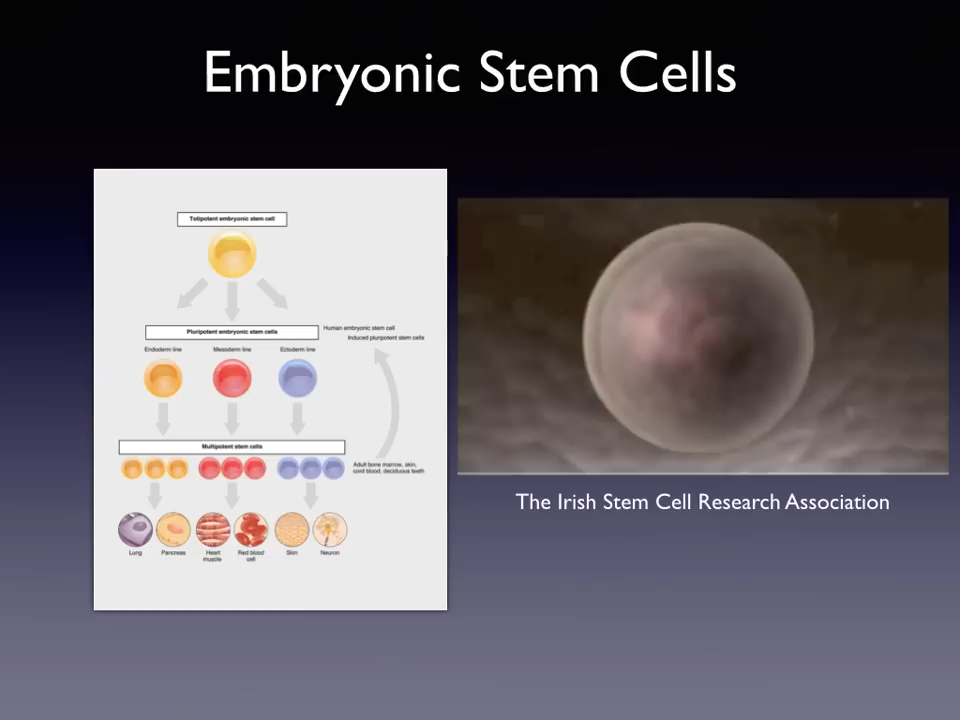 Embryonic Stem Cells
Totipotent embryonic stem cell
Pluripotent embryonic stem cells
Human embryonic stem cell
Induced pluripotent stem cells
Endoderm line
Mesoderm line
Ectoderm line
Multipotent stem cells
Adult bone marrow, skin,
cord blood, deciduous teeth
Lung
Pancreas
Heart
muscle
Red blood
cell
Skin
Neuron
The Irish Stem Cell Research Association